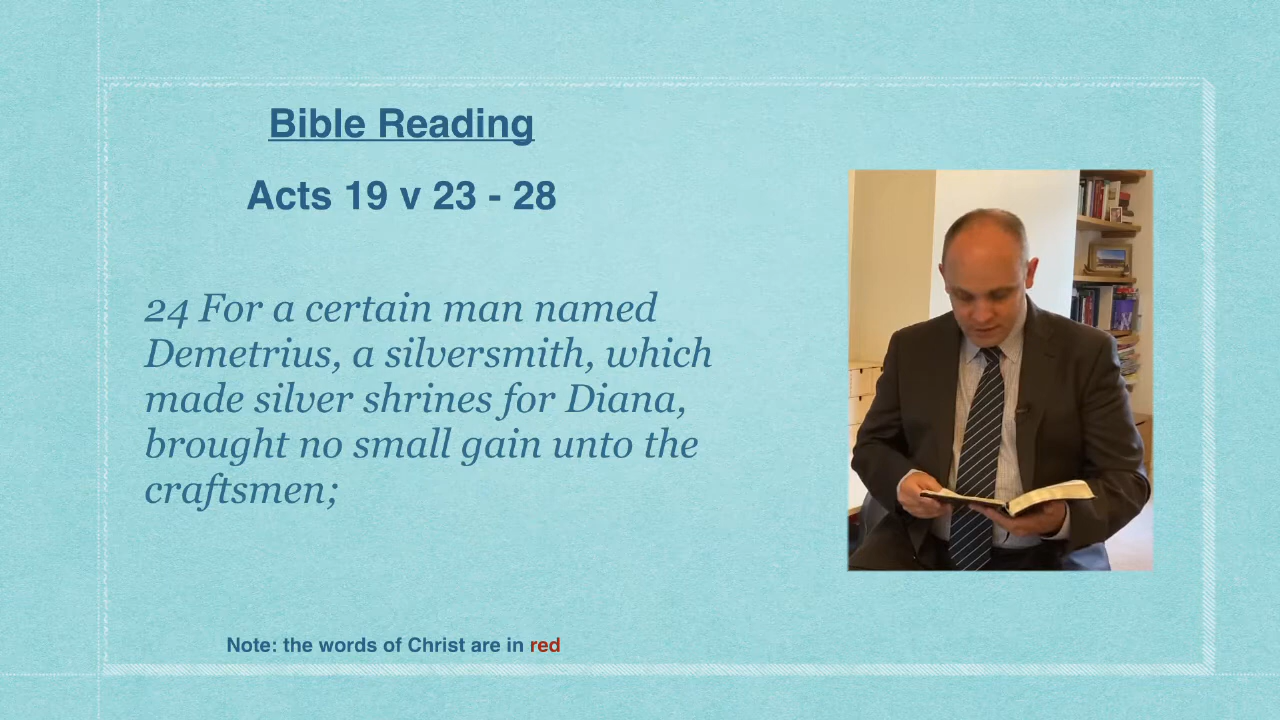 Bible Reading
Acts 19 v 23 - 28
24 For a certain man named
Demetrius, a silversmith, which
made silver shrines for Diana,
brought no small gain unto the
craftsmen;
Note: the words of Christ are in red